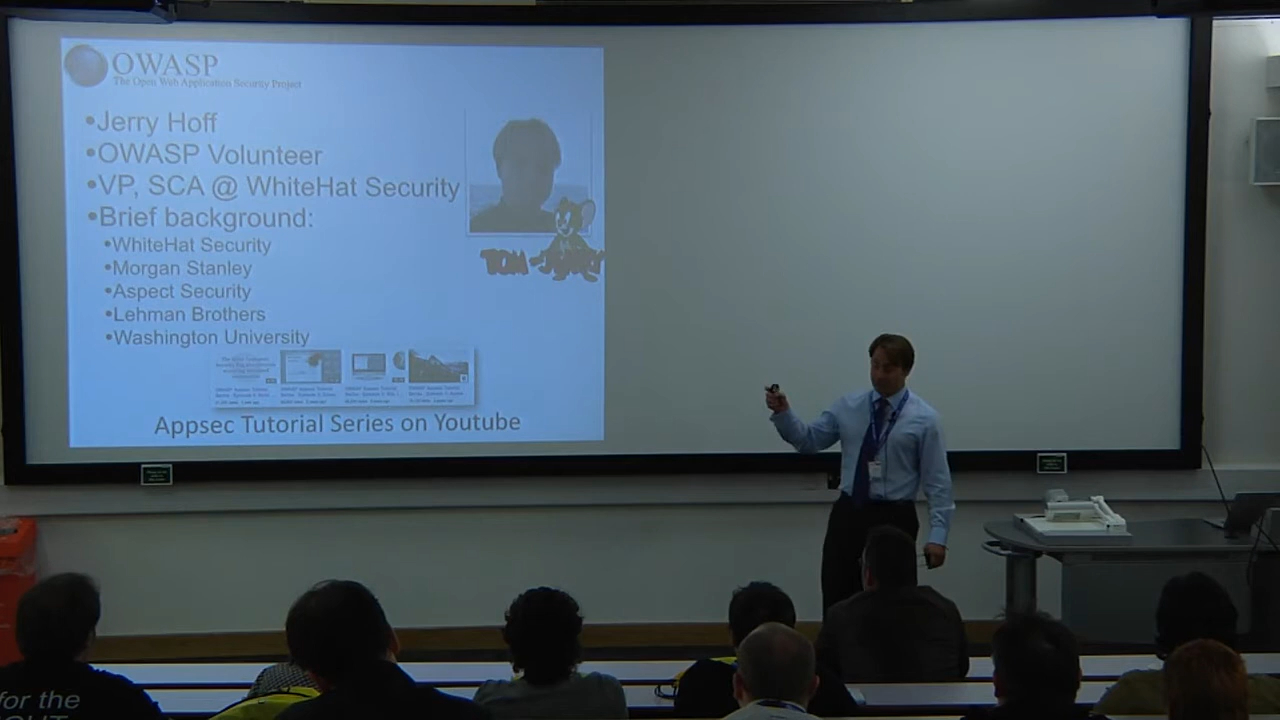 OWASP
The Open Web Application Security Project
•Jerry Hoff
•OWASP Volunteer
•VP, SCA @ WhiteHat Security
•Brief background:
•WhiteHat Security
•Morgan Stanley
•Aspect Security
•Lehman Brothers
•Washington University
TOM
Appsec Tutorial Series on Youtube
for the